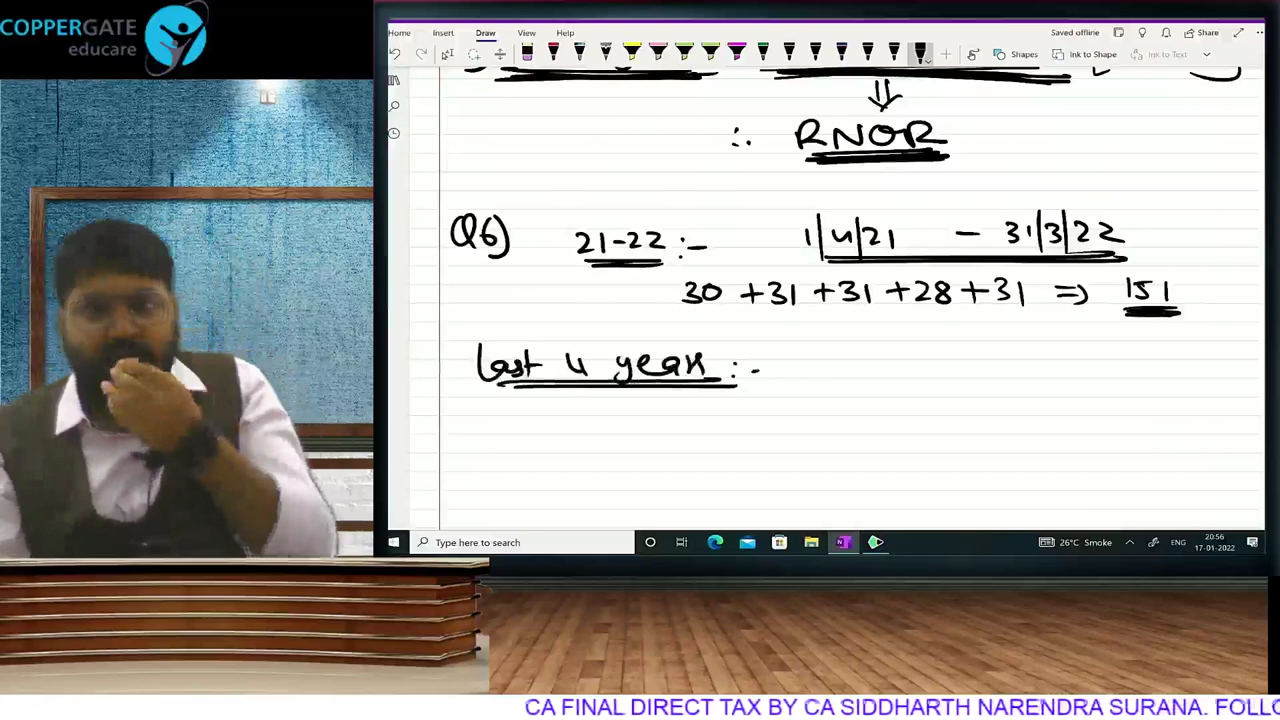 COPPERGATE
educare
Home Insert Draw View Help
Saved offline
Share
Shapes
Ink to Shape
Ink to Text
∴ RNOR
Q6) 21-22 :- 1|4|21 - 31|3|22
30 +31 +31 +28 +31 => 151
Last 4 year :-
Type here to search
26°C Smoke
ENG
20:56
17-01-2022
CA FINAL DIRECT TAX BY CA SIDDHARTH NARENDRA SURANA. FOLLO